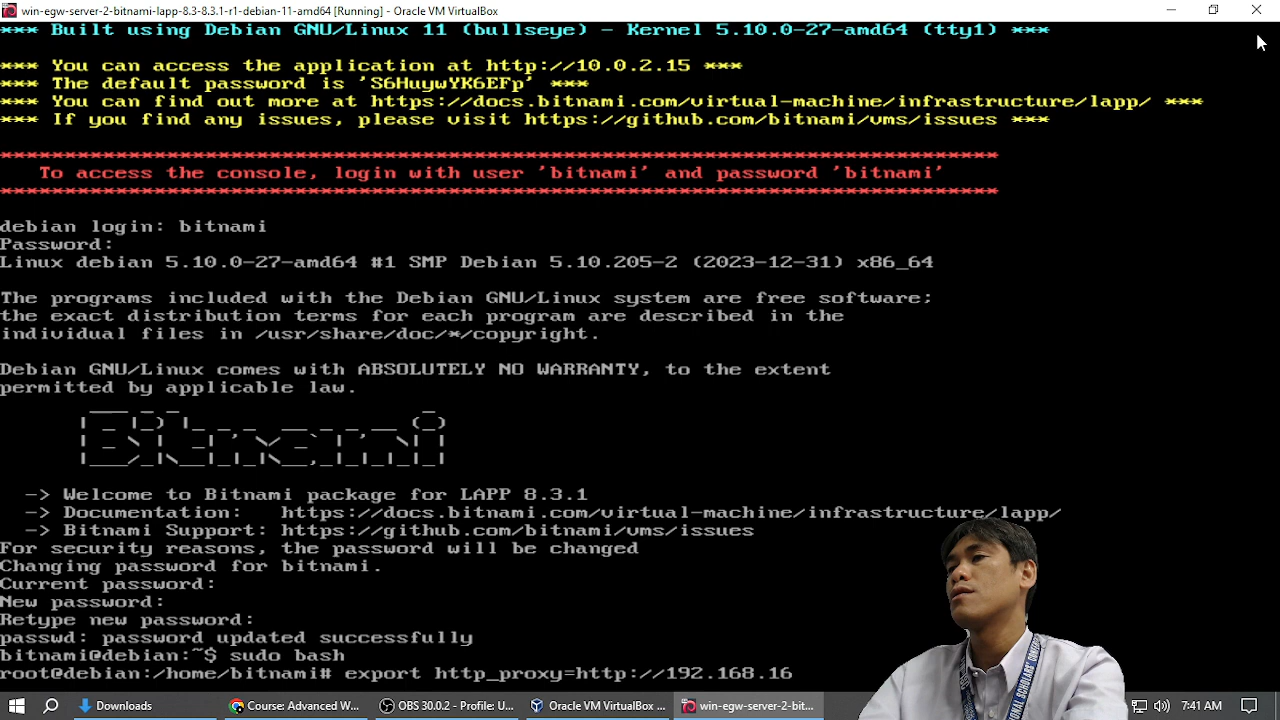 win-egw-server-2-bitnami-lapp-8.3-8.3.1-r1-debian-11-amd64 [Running] - Oracle VM VirtualBox
*** Built using Debian GNU/Linux 11 (bullseye) - Kernel 5.10.0-27-amd64 (tty1) ***
*** You can access the application at http://10.0.2.15 ***
*** The default password is 'S6HuywYK6EFp' ***
*** You can find out more at https://docs.bitnami.com/virtual-machine/infrastructure/lapp/ ***
*** If you find any issues, please visit https://github.com/bitnami/vms/issues ***
******************************************************************************
To access the console, login with user 'bitnami' and password 'bitnami'
******************************************************************************
debian login: bitnami
Password:
Linux debian 5.10.0-27-amd64 #1 SMP Debian 5.10.205-2 (2023-12-31) x86_64
The programs included with the Debian GNU/Linux system are free software;
the exact distribution terms for each program are described in the
individual files in /usr/share/doc/*/copyright.
Debian GNU/Linux comes with ABSOLUTELY NO WARRANTY, to the extent
permitted by applicable law.
Bitnami
-> Welcome to Bitnami package for LAPP 8.3.1
-> Documentation: https://docs.bitnami.com/virtual-machine/infrastructure/lapp/
-> Bitnami Support: https://github.com/bitnami/vms/issues
For security reasons, the password will be changed
Changing password for bitnami.
Current password:
New password:
Retype new password:
passwd: password updated successfully
bitnami@debian:~$ sudo bash
root@debian:/home/bitnami# export http_proxy=http://192.168.16
Downloads
Course: Advanced W...
OBS 30.0.2 - Profile: U...
Oracle VM VirtualBox ...
win-egw-server-2-bit...
7:41 AM